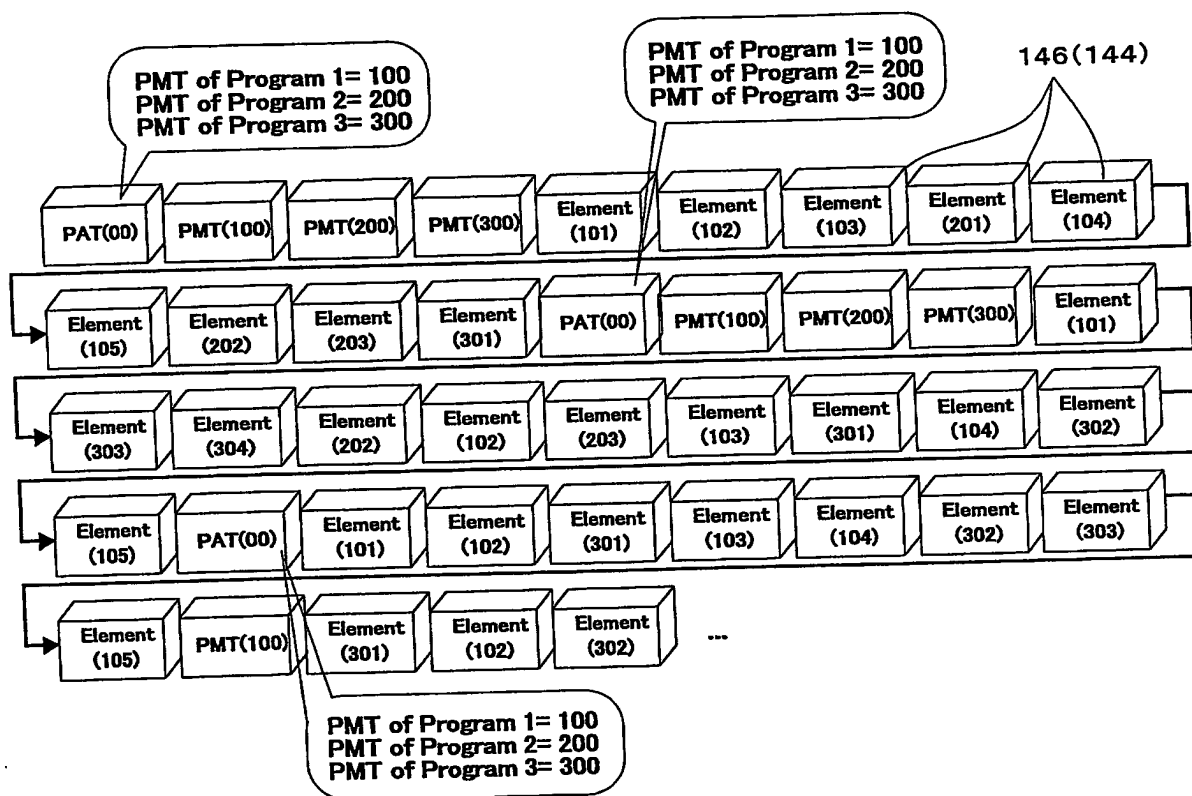 PMT of Program 1= 100
PMT of Program 2= 200
PMT of Program 3= 300
PMT of Program 1= 100
PMT of Program 2= 200
PMT of Program 3= 300
146(144)
PAT(00)
PMT(100)
PMT(200)
PMT(300)
Element
(101)
Element
(102)
Element
(103)
Element
(201)
Element
(104)
Element
(105)
Element
(202)
Element
(203)
Element
(301)
PAT(00)
PMT(100)
PMT(200)
PMT(300)
Element
(101)
Element
(303)
Element
(304)
Element
(202)
Element
(102)
Element
(203)
Element
(103)
Element
(301)
Element
(104)
Element
(302)
Element
(105)
PAT(00)
Element
(101)
Element
(102)
Element
(301)
Element
(103)
Element
(104)
Element
(302)
Element
(303)
Element
(105)
PMT(100)
Element
(301)
Element
(102)
Element
(302)
...
PMT of Program 1= 100
PMT of Program 2= 200
PMT of Program 3= 300